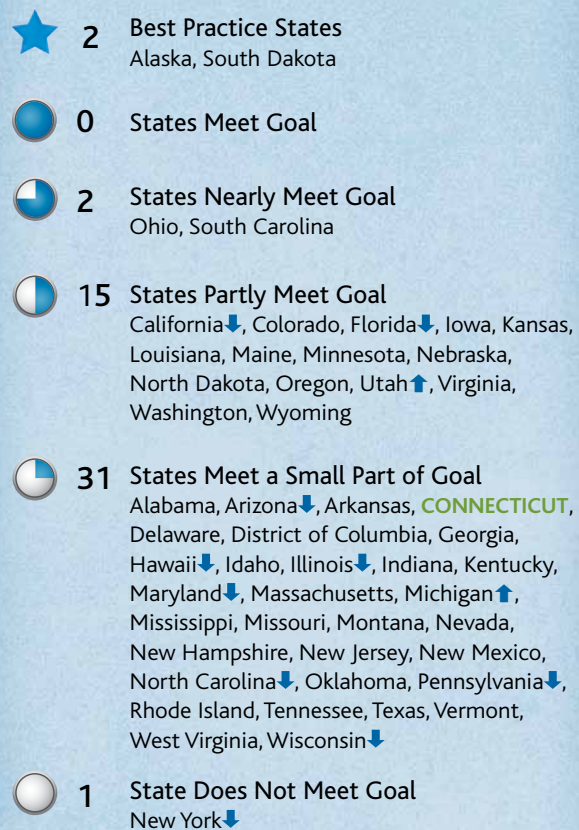 2 Best Practice States
Alaska, South Dakota
0 States Meet Goal
2 States Nearly Meet Goal
Ohio, South Carolina
15 States Partly Meet Goal
California⬇, Colorado, Florida⬇, Iowa, Kansas,
Louisiana, Maine, Minnesota, Nebraska,
North Dakota, Oregon, Utah⬆, Virginia,
Washington, Wyoming
31 States Meet a Small Part of Goal
Alabama, Arizona⬇, Arkansas, CONNECTICUT,
Delaware, District of Columbia, Georgia,
Hawaii⬇, Idaho, Illinois⬇, Indiana, Kentucky,
Maryland⬇, Massachusetts, Michigan⬆,
Mississippi, Missouri, Montana, Nevada,
New Hampshire, New Jersey, New Mexico,
North Carolina⬇, Oklahoma, Pennsylvania⬇,
Rhode Island, Tennessee, Texas, Vermont,
West Virginia, Wisconsin⬇
1 State Does Not Meet Goal
New York⬇